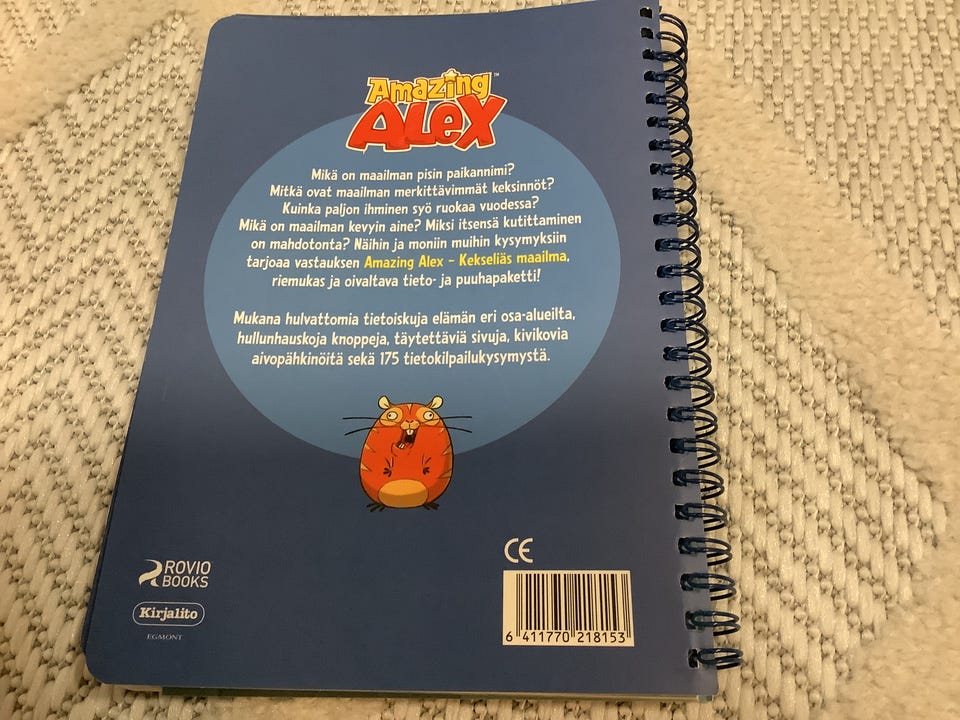 Amazing
Alex™
Mikä on maailman pisin paikannimi?
Mitkä ovat maailman merkittävimmät keksinnöt?
Kuinka paljon ihminen syö ruokaa vuodessa?
Mikä on maailman kevyin aine? Miksi itsensä kutittaminen
on mahdotonta? Näihin ja moniin muihin kysymyksiin
tarjoaa vastauksen Amazing Alex – Kekseliäs maailma,
riemukas ja oivaltava tieto- ja puuhapaketti!
Mukana hulvattomia tietoiskuja elämän eri osa-alueilta,
hullunhauskoja knoppeja, täytettäviä sivuja, kivikovia
aivopähkinöitä sekä 175 tietokilpailukysymystä.
ROVIO
BOOKS
Kirjalito
EGMONT
CE
6 411770 218153